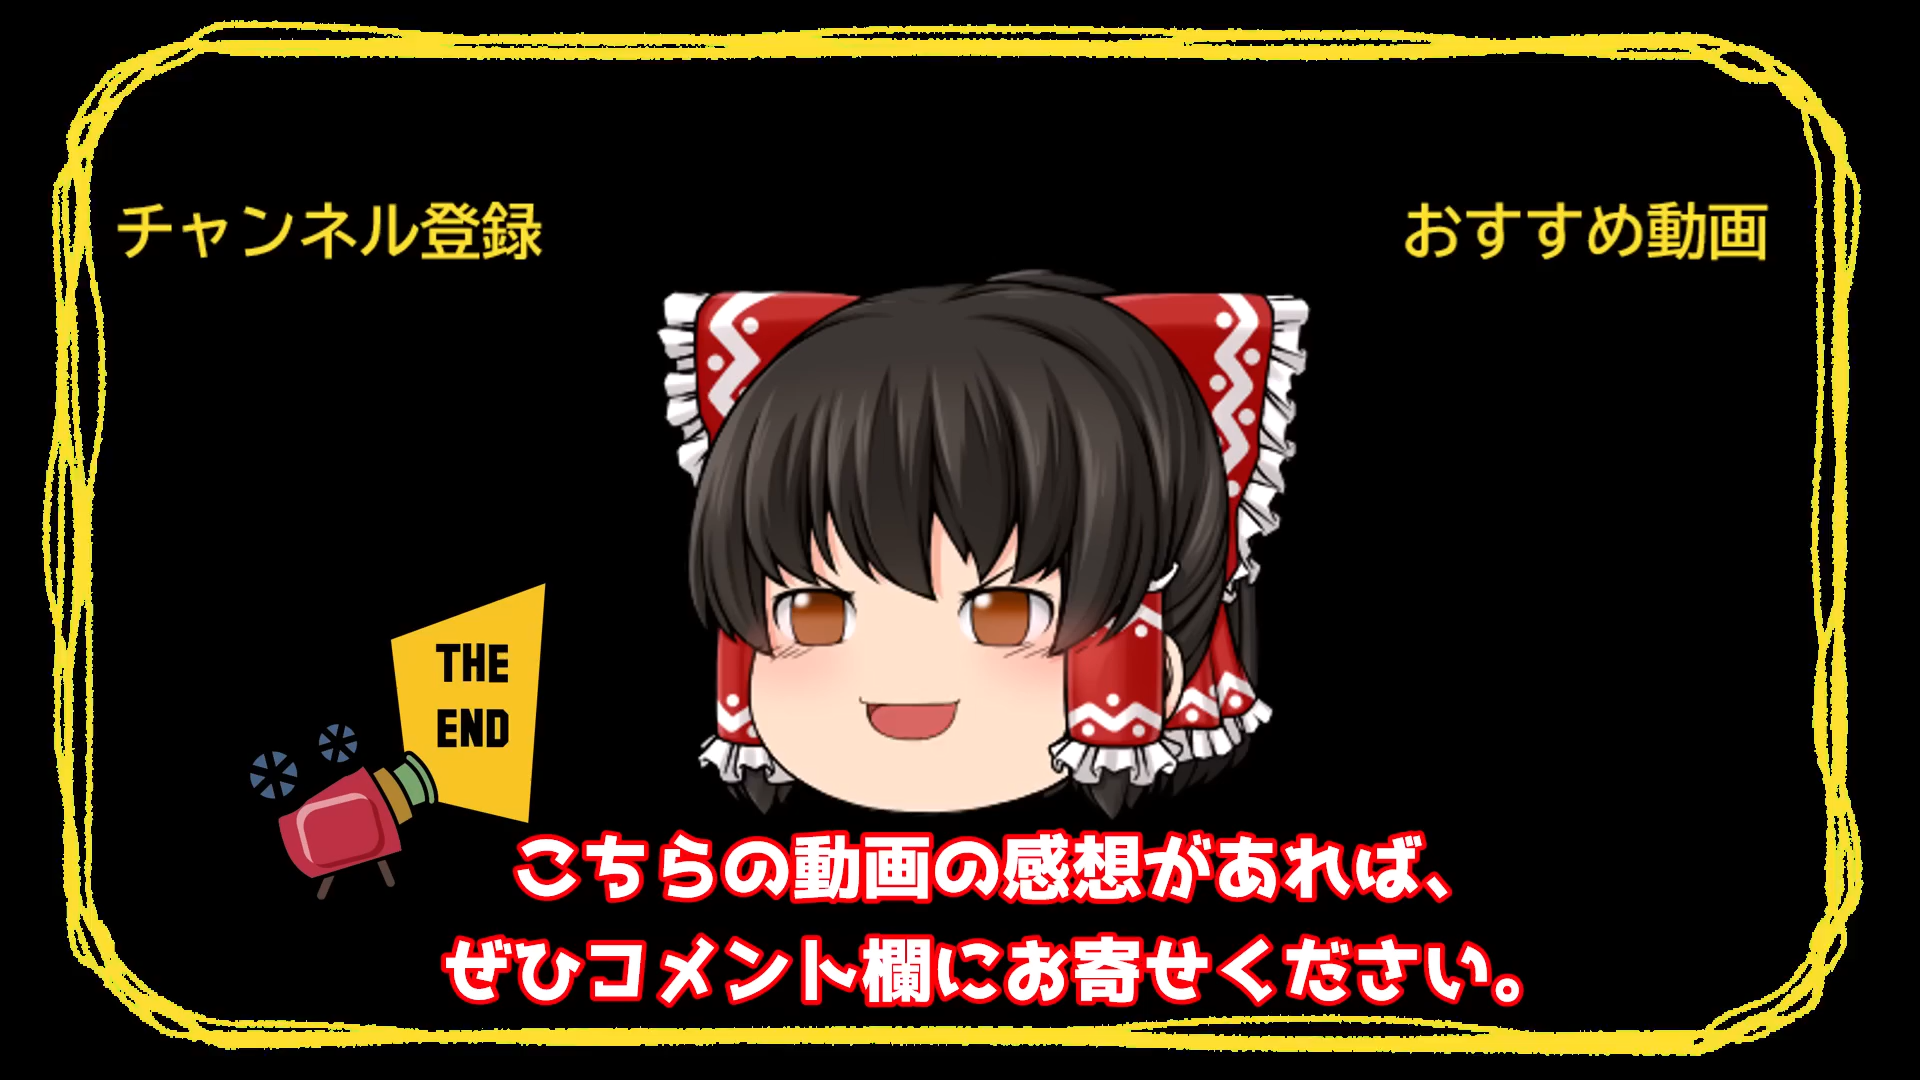 チャンネル登録
おすすめ動画
THE
END
こちらの動画の感想があれば、
ぜひコメント欄にお寄せください。